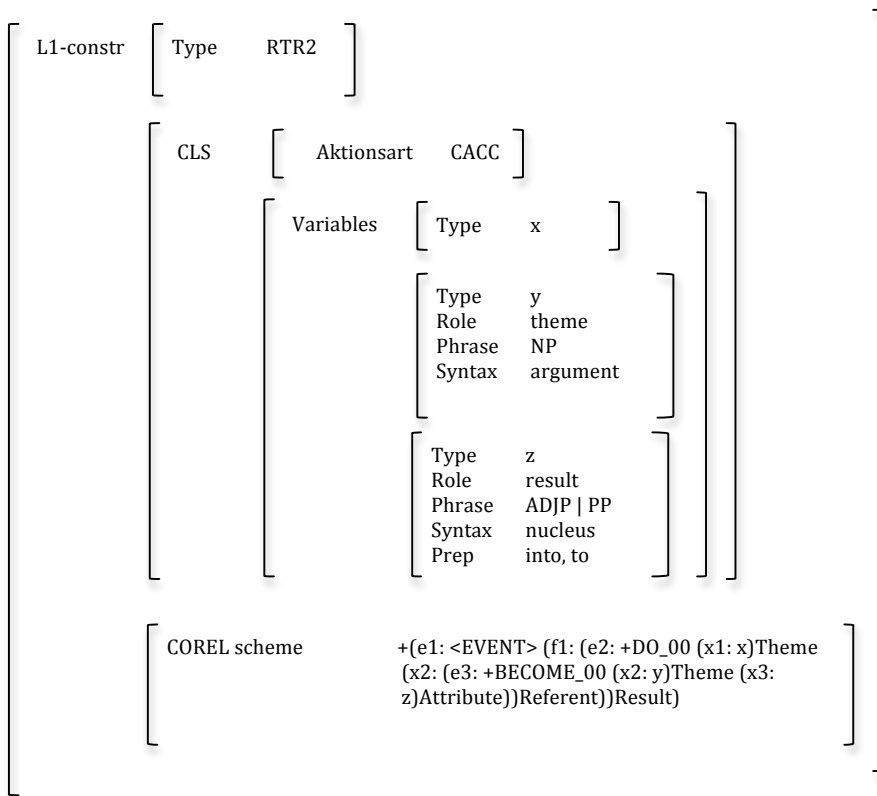 L1-constr Type RTR2
CLS Aktionsart CACC
Variables Type x
Type y
Role theme
Phrase NP
Syntax argument
Type z
Role result
Phrase ADJP | PP
Syntax nucleus
Prep into, to
COREL scheme +(e1: <EVENT> (f1: (e2: +DO_00 (x1: x)Theme
(x2: (e3: +BECOME_00 (x2: y)Theme (x3:
z)Attribute))Referent))Result)